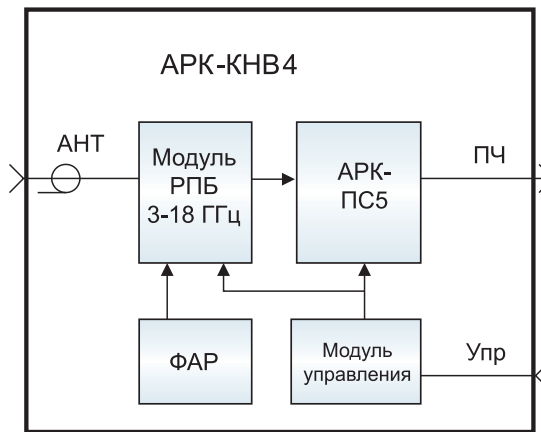 АРК-КНВ4
АНТ
Модуль
РПБ
3-18 ГГц
АРК-
ПС5
ПЧ
ФАР
Модуль
управления
Упр